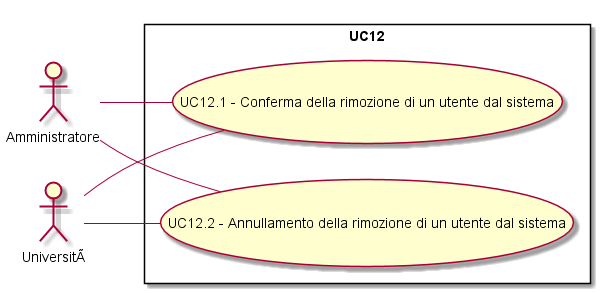 UC12
UC12.1 - Conferma della rimozione di un utente dal sistema
Amministratore
UC12.2 - Annullamento della rimozione di un utente dal sistema
UniversitÃ